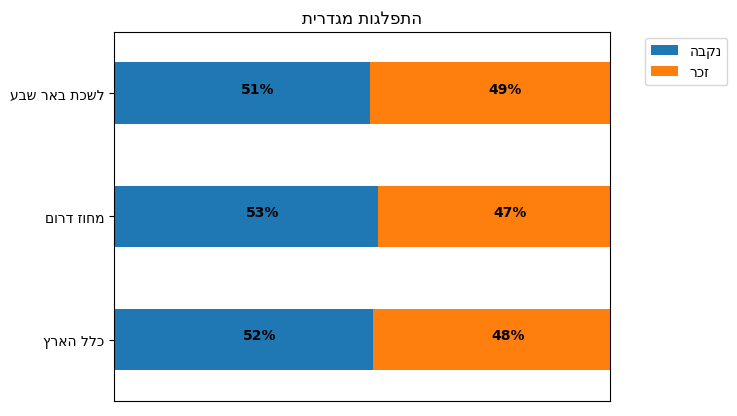 התפלגות מגדרית
נקבה
זכר
לשכת באר שבע
51%
49%
מחוז דרום
53%
47%
כלל הארץ
52%
48%